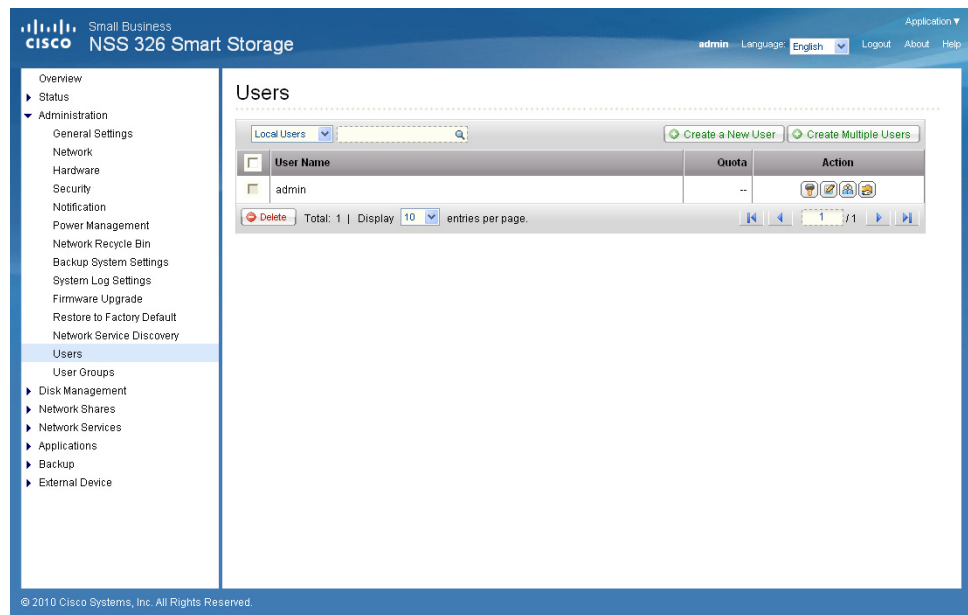 Small Business
CISCO NSS 326 Smart Storage
Application
admin Language: English Logout About Help
Overview
Status
Administration
General Settings
Network
Hardware
Security
Notification
Power Management
Network Recycle Bin
Backup System Settings
System Log Settings
Firmware Upgrade
Restore to Factory Default
Network Service Discovery
Users
User Groups
Disk Management
Network Shares
Network Services
Applications
Backup
External Device
Users
Local Users
Create a New User Create Multiple Users
User Name Quota Action
admin --
Delete Total: 1 | Display 10 entries per page. 1 /1
© 2010 Cisco Systems, Inc. All Rights Reserved.